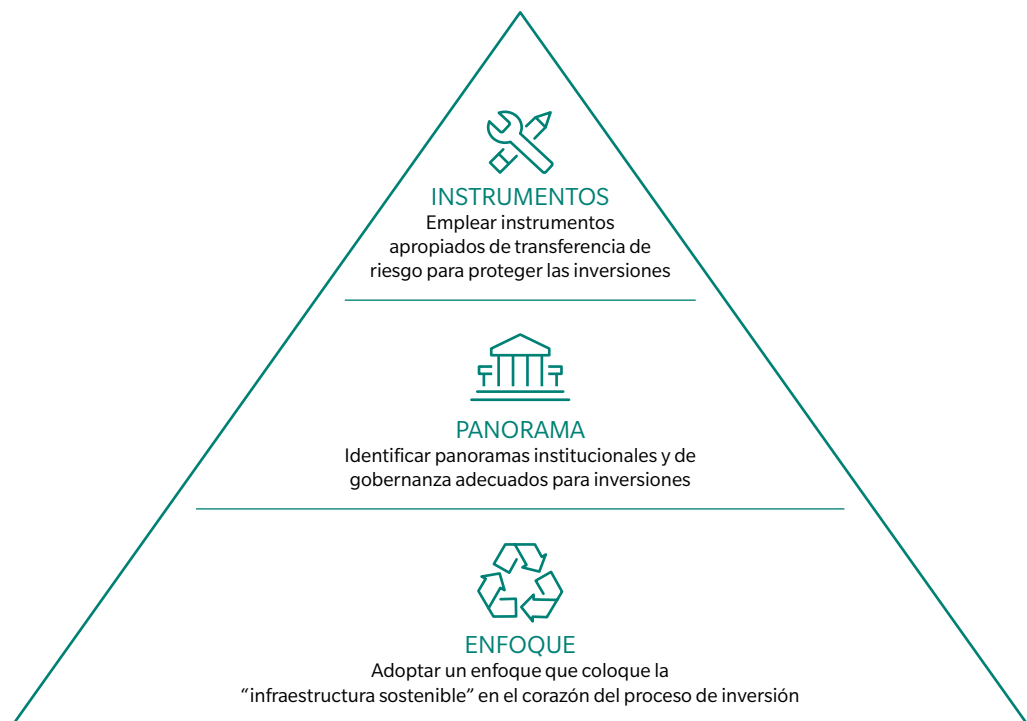 INSTRUMENTOS
Emplear instrumentos
apropiados de transferencia de
riesgo para proteger las inversiones
PANORAMA
Identificar panoramas institucionales y de
gobernanza adecuados para inversiones
ENFOQUE
Adoptar un enfoque que coloque la
“infraestructura sostenible” en el corazón del proceso de inversión